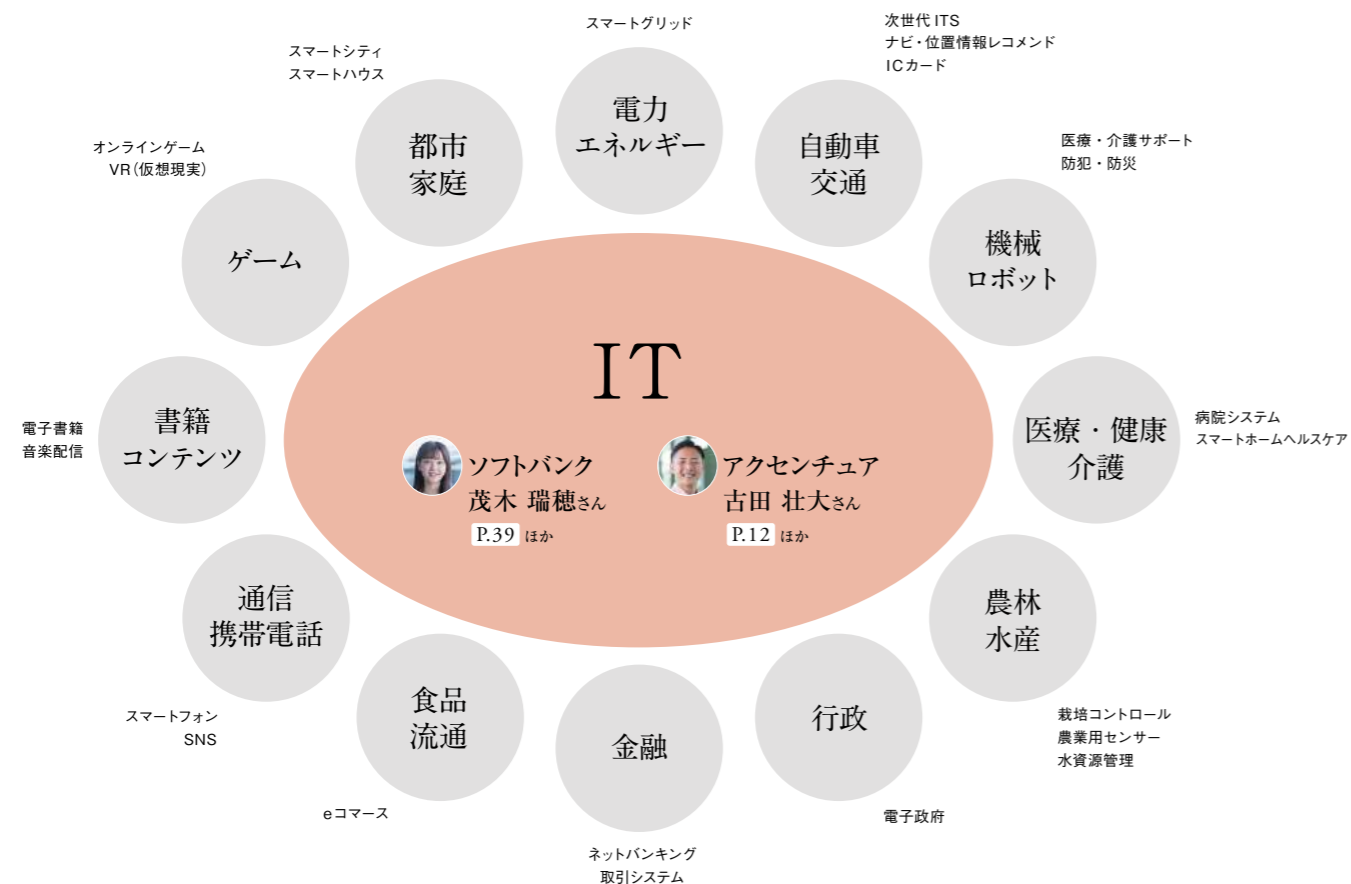 スマートグリッド
電力
エネルギー
次世代 ITS
ナビ・位置情報レコメンド
ICカード
自動車
交通
医療・介護サポート
防犯・防災
機械
ロボット
病院システム
スマートホームヘルスケア
医療・健康
介護
農林
水産
栽培コントロール
農業用センサー
水資源管理
行政
電子政府
金融
ネットバンキング
取引システム
食品
流通
eコマース
通信
携帯電話
スマートフォン
SNS
書籍
コンテンツ
電子書籍
音楽配信
ゲーム
オンラインゲーム
VR(仮想現実)
都市
家庭
スマートシティ
スマートハウス
IT
ソフトバンク
茂木 瑞穂さん
P.39 ほか
アクセンチュア
古田 壮大さん
P.12 ほか